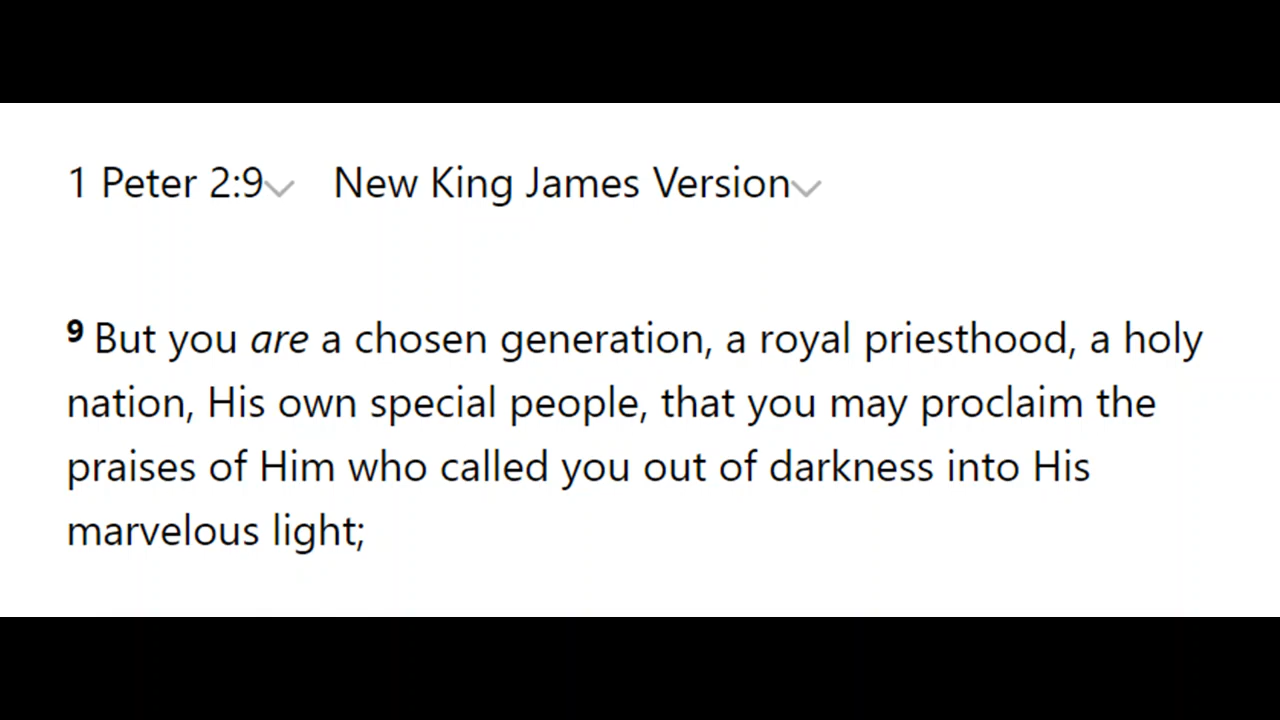 1 Peter 2:9 New King James Version
9 But you are a chosen generation, a royal priesthood, a holy
nation, His own special people, that you may proclaim the
praises of Him who called you out of darkness into His
marvelous light;